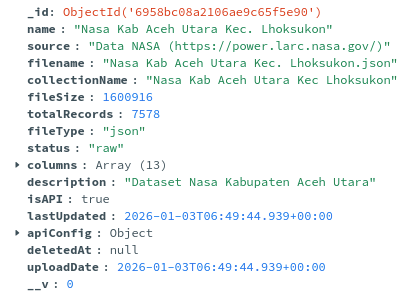 _id: ObjectId('6958bc08a2106ae9c65f5e90')
name : "Nasa Kab Aceh Utara Kec. Lhoksukon"
source : "Data NASA (https://power.larc.nasa.gov/)"
filename : "Nasa Kab Aceh Utara Kec. Lhoksukon.json"
collectionName : "Nasa Kab Aceh Utara Kec Lhoksukon"
fileSize : 1600916
totalRecords : 7578
fileType : "json"
status : "raw"
columns : Array (13)
description : "Dataset Nasa Kabupaten Aceh Utara"
isAPI : true
lastUpdated : 2026-01-03T06:49:44.939+00:00
apiConfig : Object
deletedAt : null
uploadDate : 2026-01-03T06:49:44.939+00:00
__v : 0